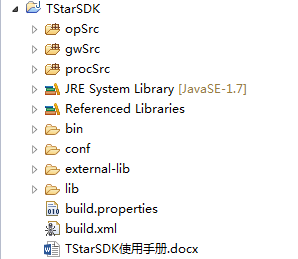 TStarSDK
opSrc
gwSrc
procSrc
JRE System Library [JavaSE-1.7]
Referenced Libraries
bin
conf
external-lib
lib
build.properties
build.xml
TStarSDK使用手册.docx